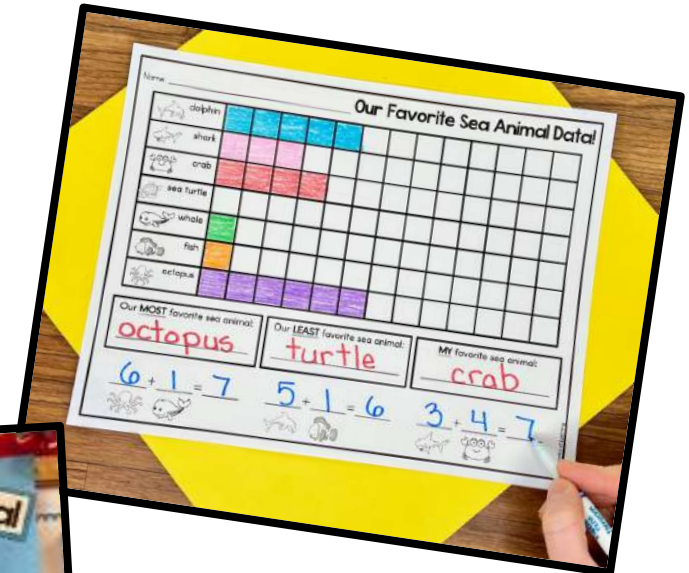 Name
Our Favorite Sea Animal Data!
dolphin
shark
crab
sea turtle
whale
fish
octopus
Our MOST favorite sea animal:
octopus
Our LEAST favorite sea animal:
turtle
MY favorite sea animal:
crab
6 + 1 = 7
5 + 1 = 6
3 + 4 = 7
al